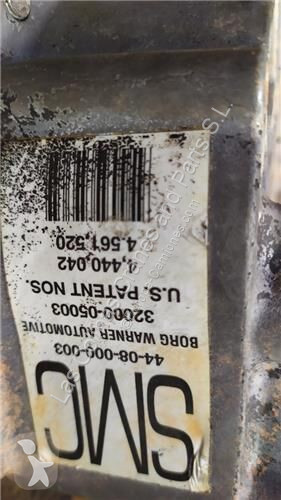 SMC
44-08-000-003
BORG WARNER AUTOMOTIVE
32000-05003
U.S. PATENT NOS.
4,440,042
4,561,520